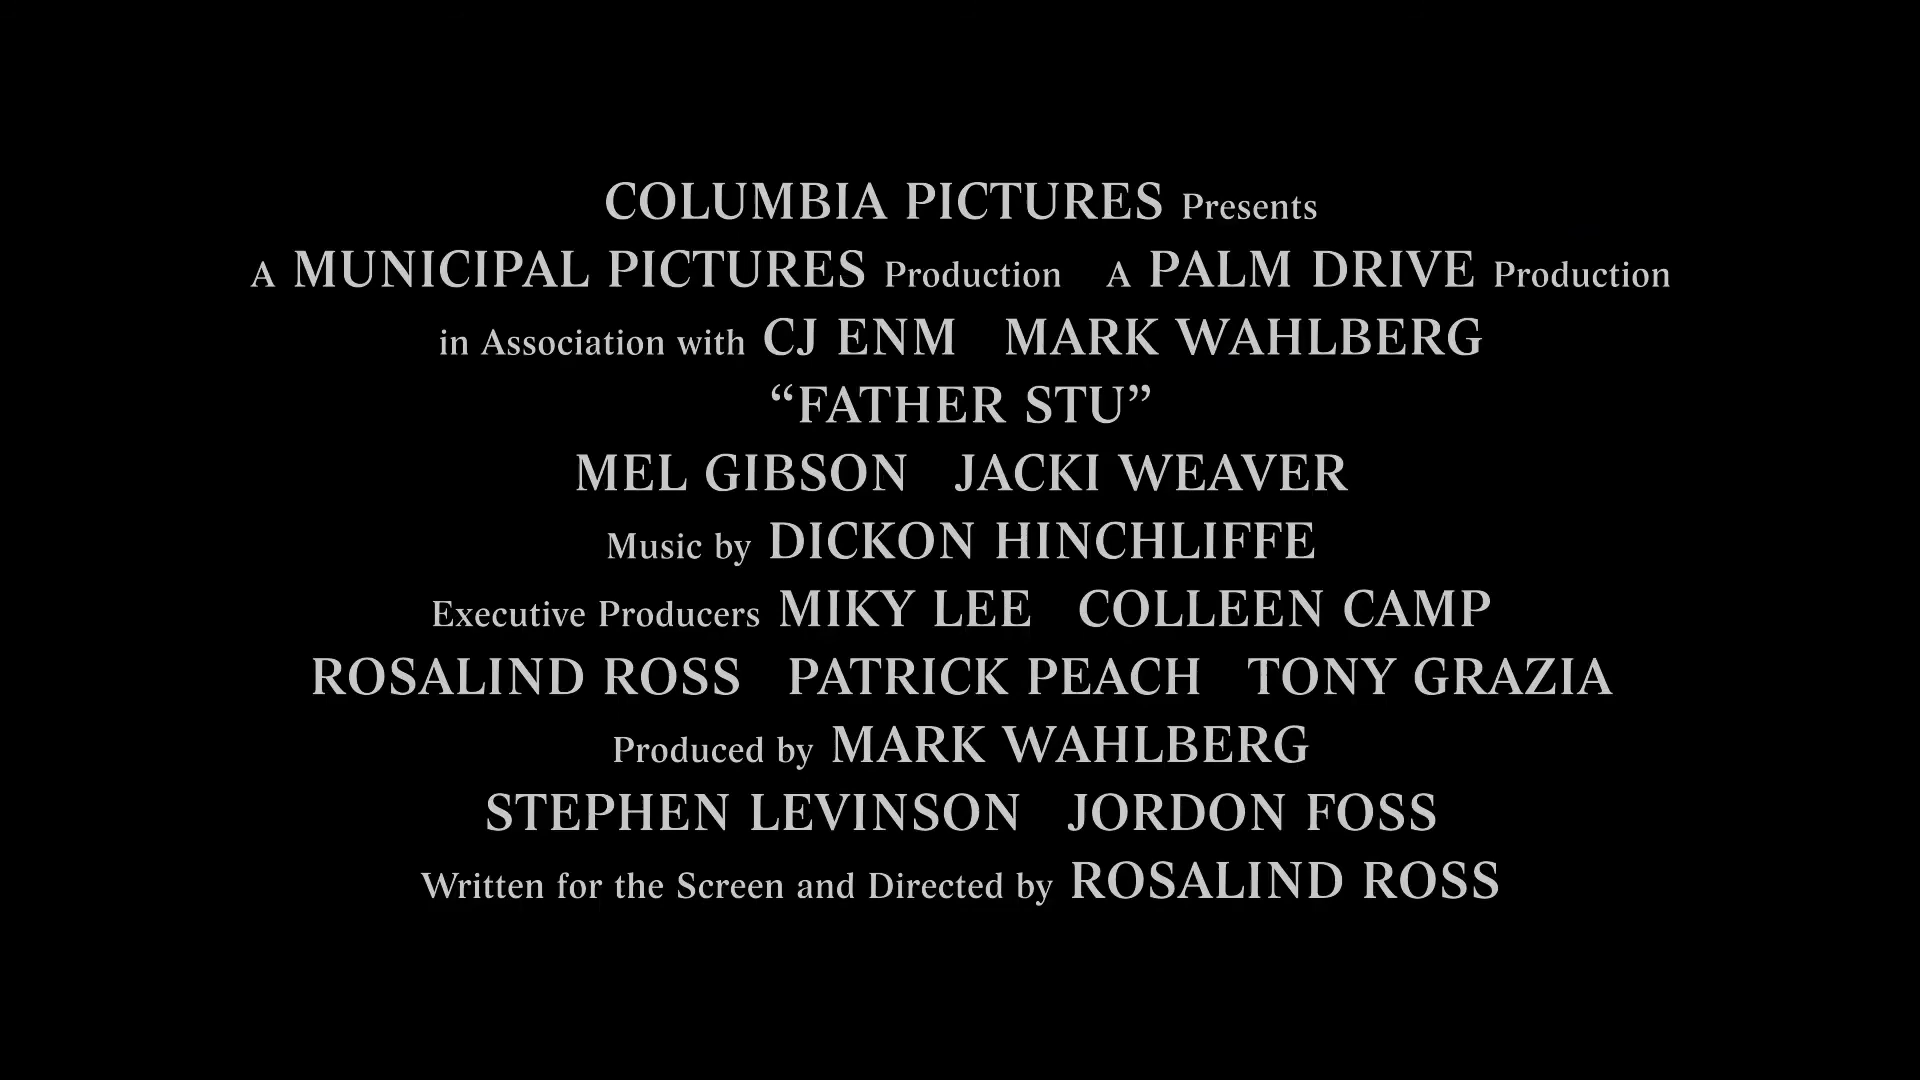 COLUMBIA PICTURES Presents
A MUNICIPAL PICTURES Production A PALM DRIVE Production
in Association with CJ ENM MARK WAHLBERG
“FATHER STU”
MEL GIBSON JACKI WEAVER
Music by DICKON HINCHLIFFE
Executive Producers MIKY LEE COLLEEN CAMP
ROSALIND ROSS PATRICK PEACH TONY GRAZIA
Produced by MARK WAHLBERG
STEPHEN LEVINSON JORDON FOSS
Written for the Screen and Directed by ROSALIND ROSS